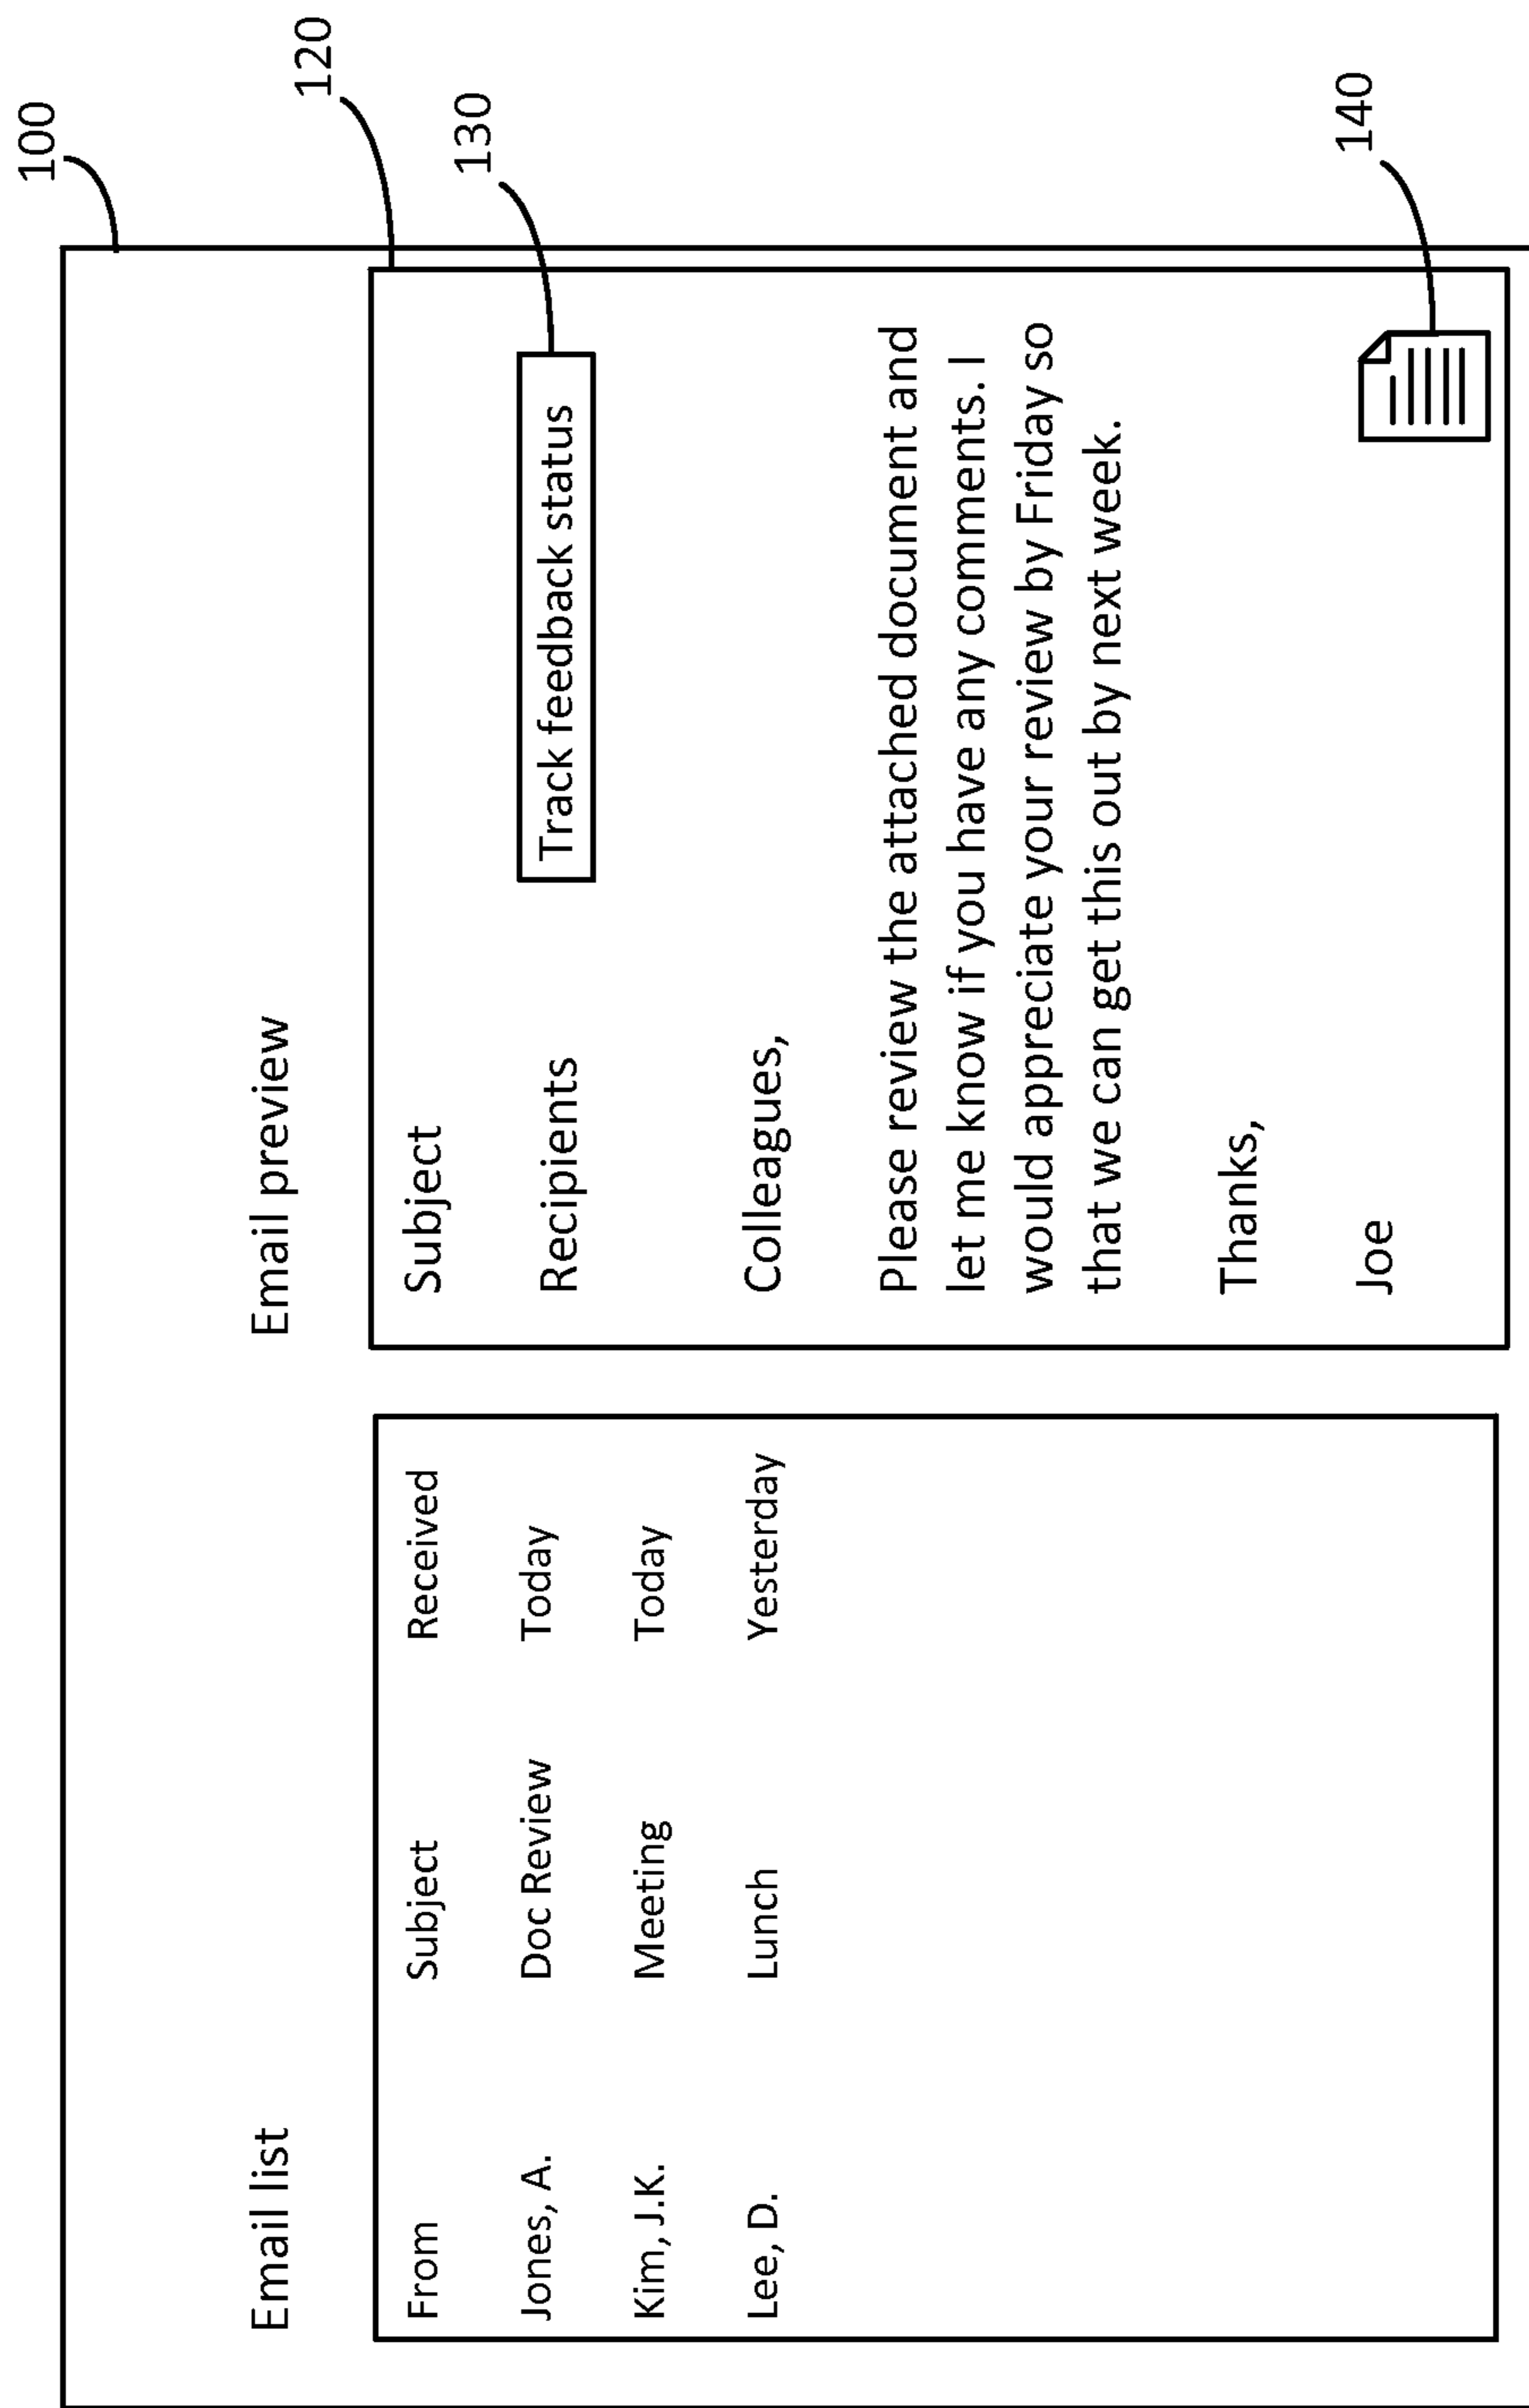 100
Email list
From Subject Received
Jones, A. Doc Review Today
Kim, J.K. Meeting Today
Lee, D. Lunch Yesterday
Email preview
120
Subject
Recipients
Track feedback status
130
Colleagues,
Please review the attached document and
let me know if you have any comments. I
would appreciate your review by Friday so
that we can get this out by next week.
Thanks,
Joe
140